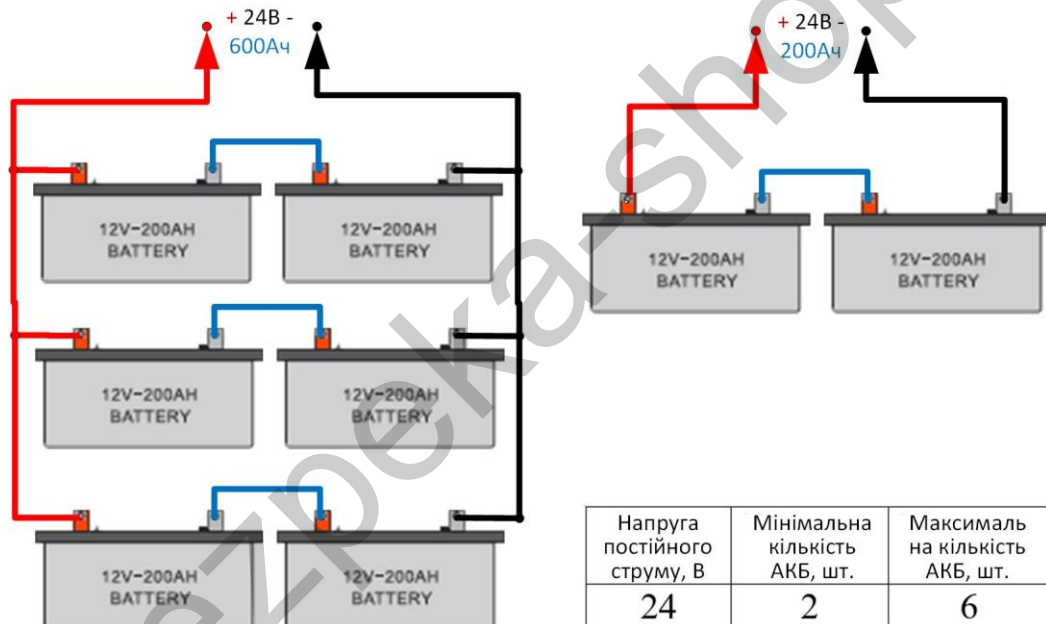 + 24В -
600Ач
12V-200AH
BATTERY
12V-200AH
BATTERY
12V-200AH
BATTERY
12V-200AH
BATTERY
12V-200AH
BATTERY
12V-200AH
BATTERY
+ 24В -
200Ач
12V-200AH
BATTERY
12V-200AH
BATTERY
Напруга
постійного
струму, В
Мінімальна
кількість
АКБ, шт.
Максималь
на кількість
АКБ, шт.
24
2
6
ezpeka-shop